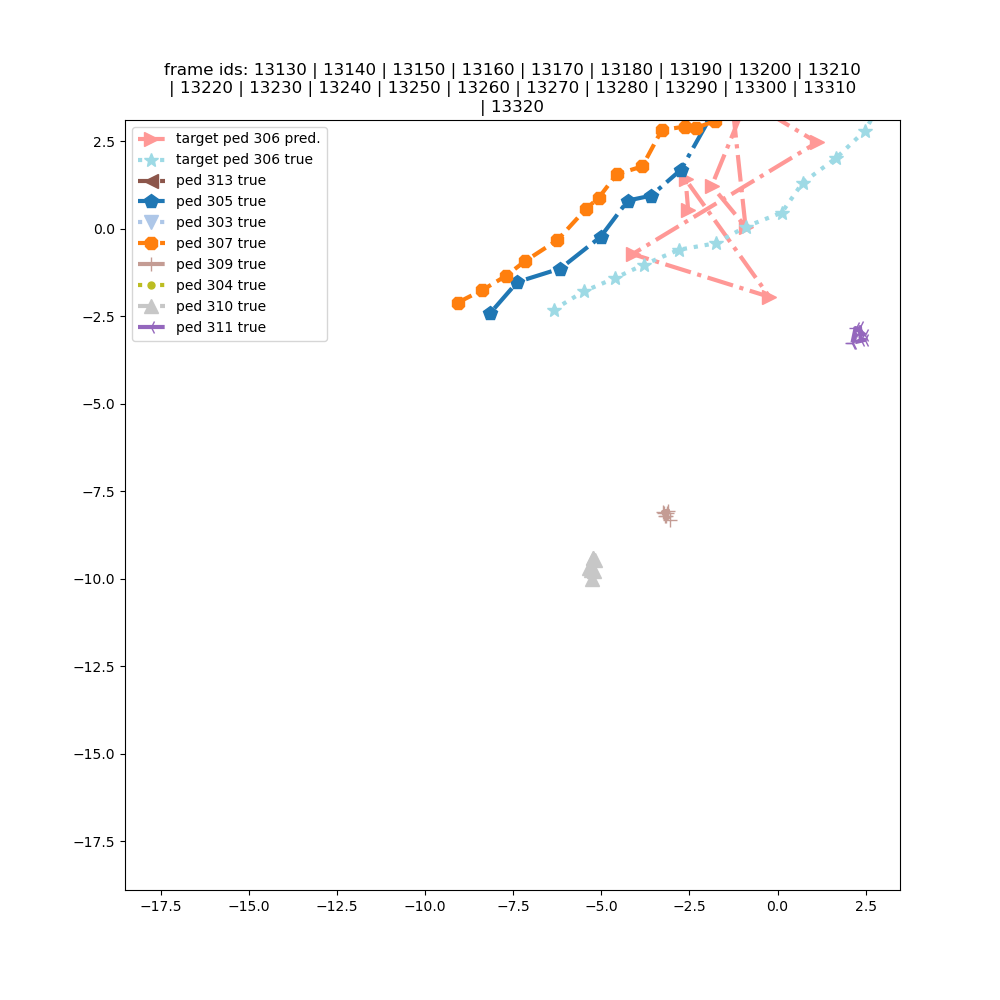 frame ids: 13130 | 13140 | 13150 | 13160 | 13170 | 13180 | 13190 | 13200 | 13210
| 13220 | 13230 | 13240 | 13250 | 13260 | 13270 | 13280 | 13290 | 13300 | 13310
| 13320
target ped 306 pred.
target ped 306 true
ped 313 true
ped 305 true
ped 303 true
ped 307 true
ped 309 true
ped 304 true
ped 310 true
ped 311 true
2.5
0.0
−2.5
−5.0
−7.5
−10.0
−12.5
−15.0
−17.5
−17.5 −15.0 −12.5 −10.0 −7.5 −5.0 −2.5 0.0 2.5